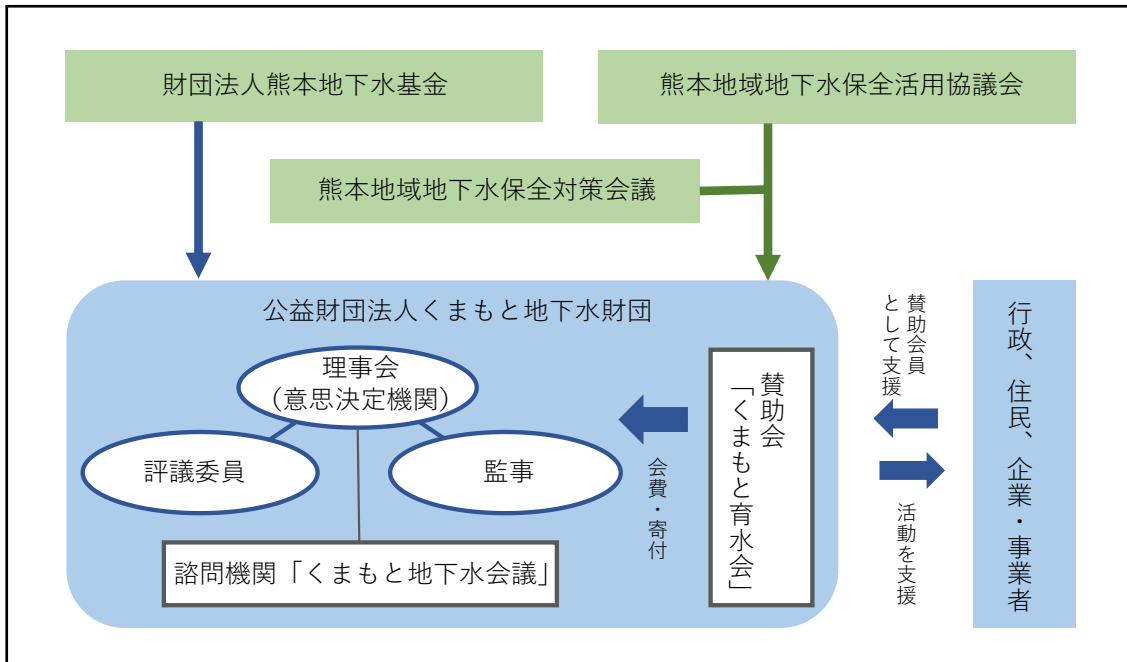 財団法人熊本地下水基金
熊本地域地下水保全活用協議会
熊本地域地下水保全対策会議
公益財団法人くまもと地下水財団
理事会
（意思決定機関）
評議委員
監事
諮問機関「くまもと地下水会議」
会費・寄付
賛助会
「くまもと育水会」
賛助会員
として支援
活動を支援
行政、住民、企業・事業者